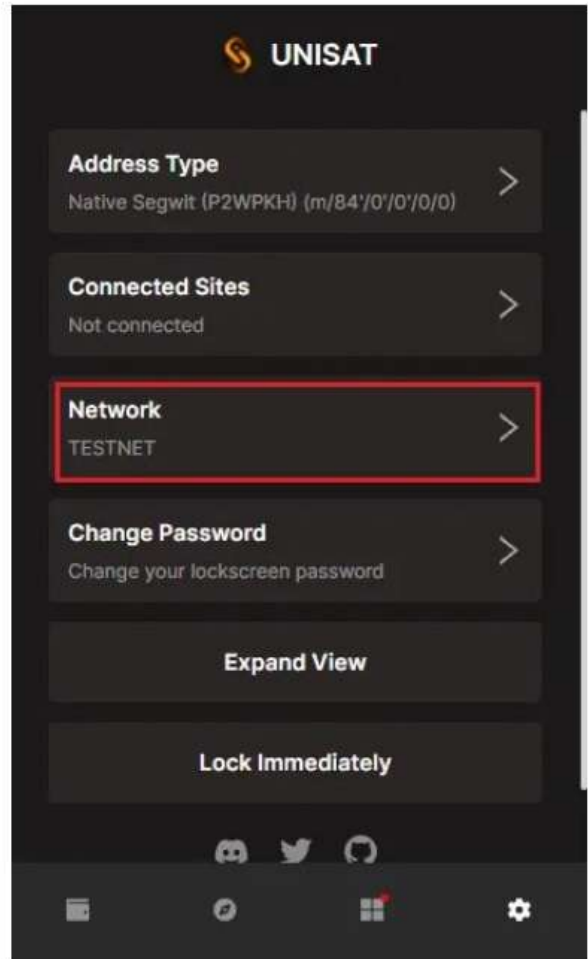 UNISAT
Address Type
Native Segwit (P2WPKH) (m/84'/0'/0'/0/0)
Connected Sites
Not connected
Network
TESTNET
Change Password
Change your lockscreen password
Expand View
Lock Immediately